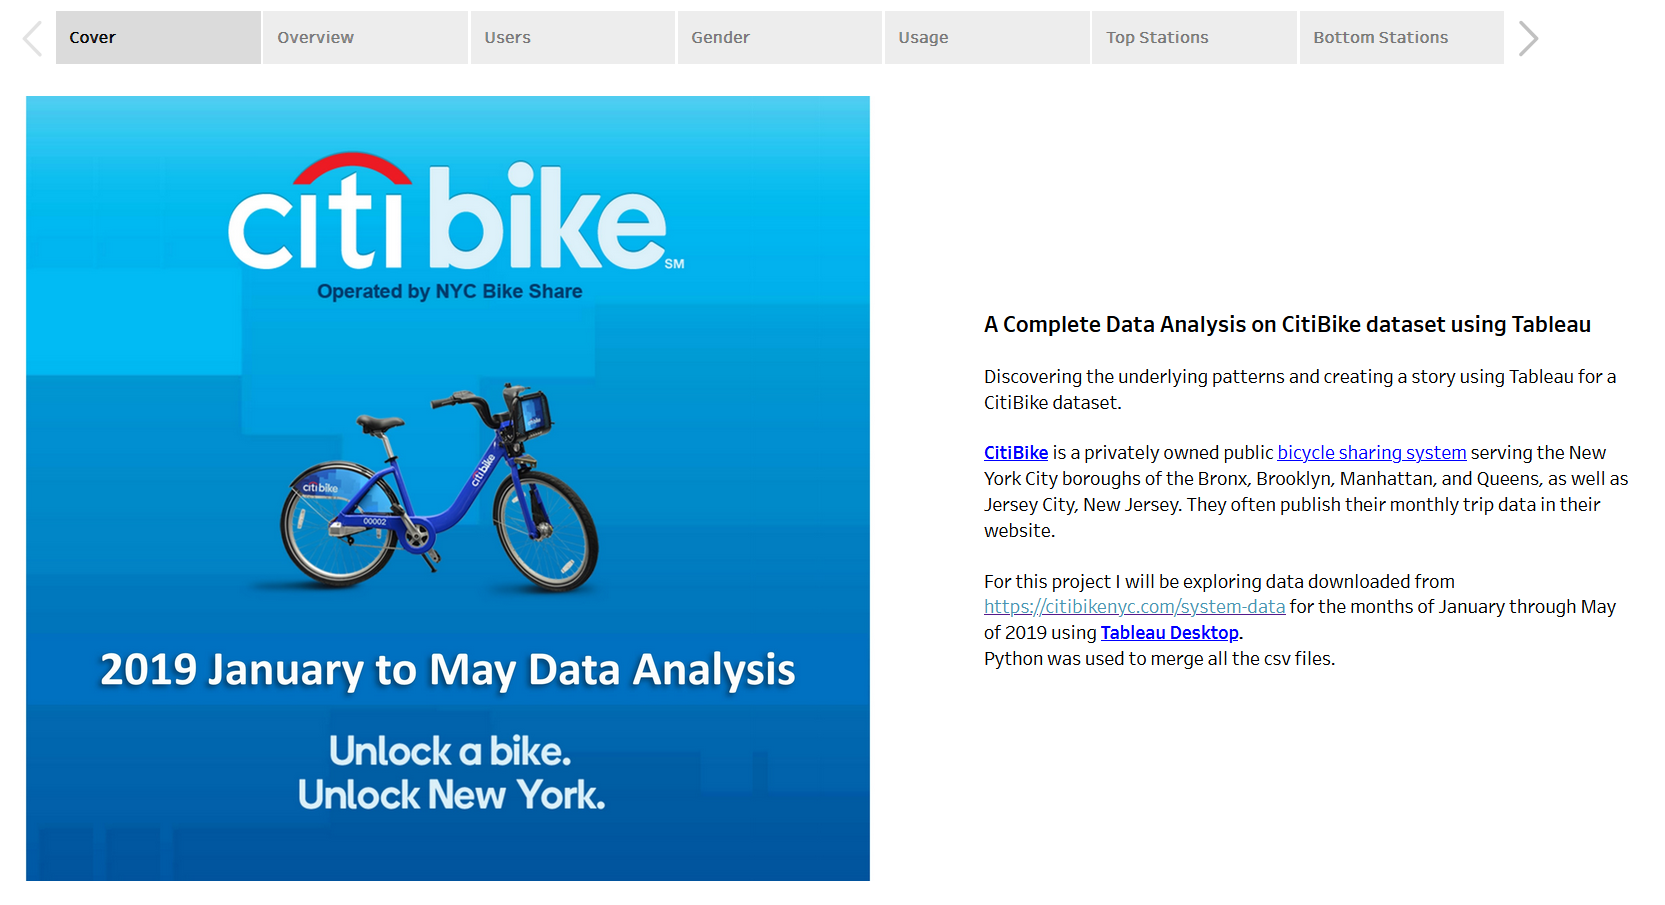 Cover
Overview
Users
Gender
Usage
Top Stations
Bottom Stations
citi bike SM
Operated by NYC Bike Share
citi bike
citi bike
00002
2019 January to May Data Analysis
Unlock a bike.
Unlock New York.
A Complete Data Analysis on CitiBike dataset using Tableau
Discovering the underlying patterns and creating a story using Tableau for a
CitiBike dataset.
CitiBike is a privately owned public bicycle sharing system serving the New
York City boroughs of the Bronx, Brooklyn, Manhattan, and Queens, as well as
Jersey City, New Jersey. They often publish their monthly trip data in their
website.
For this project I will be exploring data downloaded from
https://citibikenyc.com/system-data for the months of January through May
of 2019 using Tableau Desktop.
Python was used to merge all the csv files.